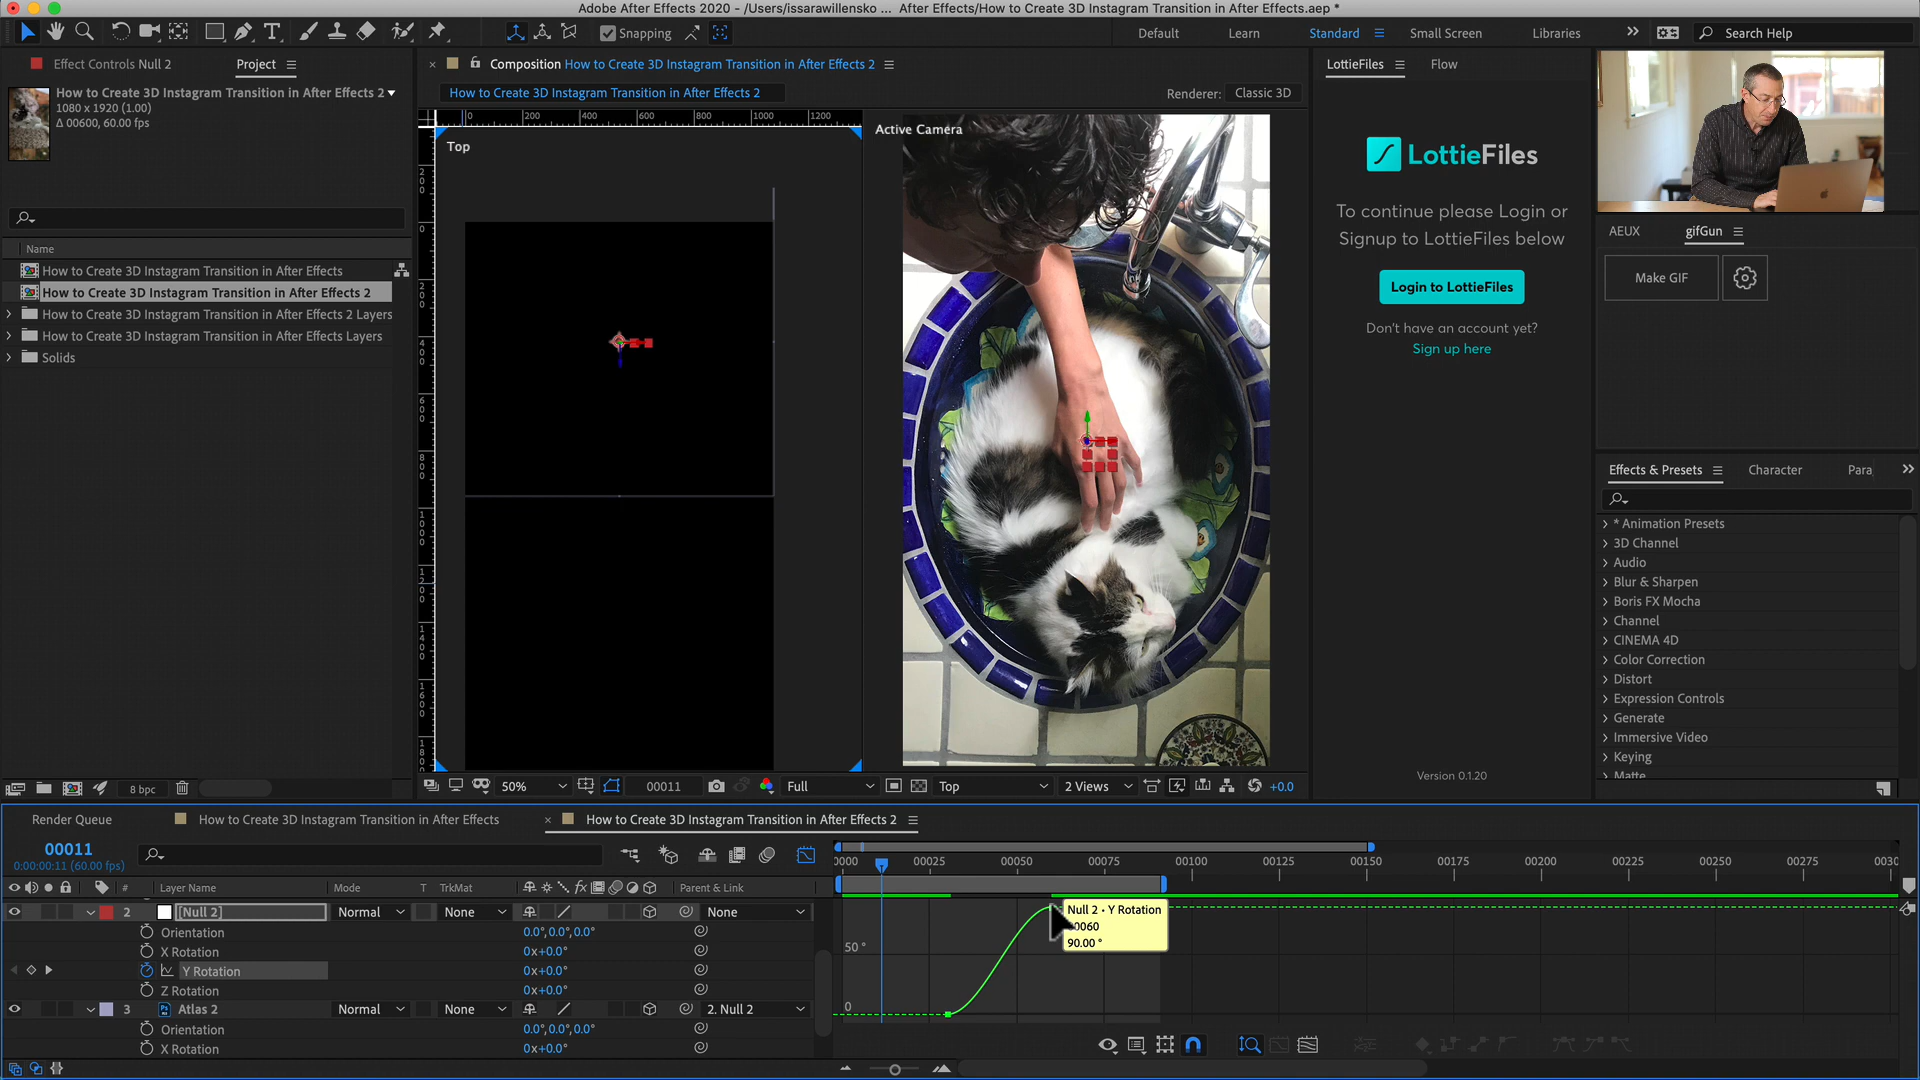 Adobe After Effects 2020 - /Users/issarawillensko ... After Effects/How to Create 3D Instagram Transition in After Effects.aep *
Snapping
Default
Learn
Standard
Small Screen
Libraries
Search Help
Effect Controls Null 2
Project
How to Create 3D Instagram Transition in After Effects 2
1080 x 1920 (1.00)
Δ 00600, 60.00 fps
Name
How to Create 3D Instagram Transition in After Effects
How to Create 3D Instagram Transition in After Effects 2
How to Create 3D Instagram Transition in After Effects 2 Layers
How to Create 3D Instagram Transition in After Effects Layers
Solids
8 bpc
Composition How to Create 3D Instagram Transition in After Effects 2
How to Create 3D Instagram Transition in After Effects 2
Renderer: Classic 3D
0 200 400 600 800 1000 1200
Top
Active Camera
50%
00011
Full
Top
2 Views
+0.0
LottieFiles
Flow
LottieFiles
To continue please Login or
Signup to LottieFiles below
Login to LottieFiles
Don't have an account yet?
Sign up here
Version 0.1.20
AEUX
gifGun
Make GIF
Effects & Presets
Character
Para
* Animation Presets
3D Channel
Audio
Blur & Sharpen
Boris FX Mocha
Channel
CINEMA 4D
Color Correction
Distort
Expression Controls
Generate
Immersive Video
Keying
Matte
Render Queue
How to Create 3D Instagram Transition in After Effects
How to Create 3D Instagram Transition in After Effects 2
00011
0:00:00:11 (60.00 fps)
# Layer Name Mode T TrkMat fx Parent & Link
0000 00025 00050 00075 00100 00125 00150 00175 00200 00225 00250 00275 0030
2 [Null 2] Normal None None
Orientation 0.0°,0.0°,0.0°
X Rotation 0x+0.0°
Y Rotation 0x+0.0°
Z Rotation 0x+0.0°
3 Atlas 2 Normal None 2. Null 2
Orientation 0.0°,0.0°,0.0°
X Rotation 0x+0.0°
50°
0
Null 2 • Y Rotation
0060
90.00 °